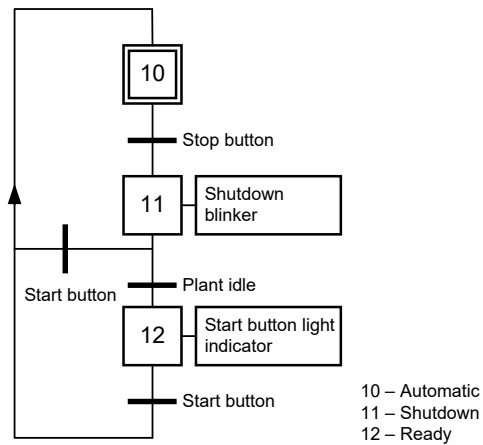 10
Stop button
11
Shutdown
blinker
Start button
Plant idle
12
Start button light
indicator
Start button
10 – Automatic
11 – Shutdown
12 – Ready